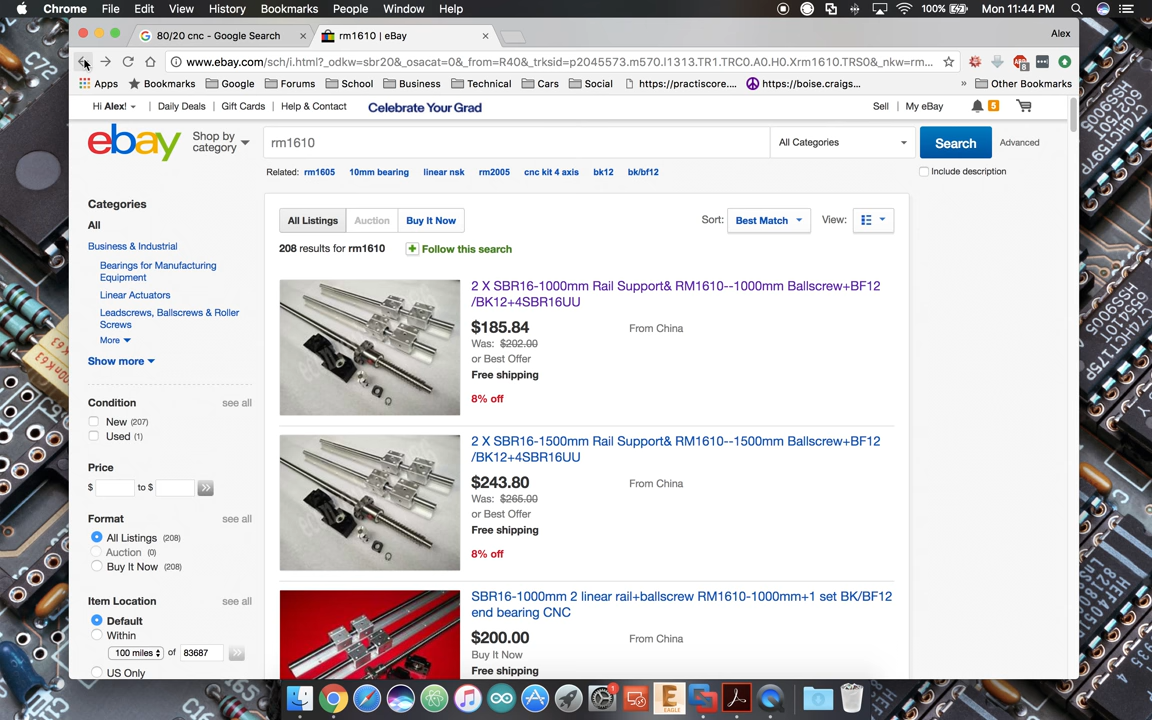 Chrome File Edit View History Bookmarks People Window Help 100% Mon 11:44 PM
80/20 cnc - Google Search
rm1610 | eBay
Alex
www.ebay.com/sch/i.html?_odkw=sbr20&_osacat=0&_from=R40&_trksid=p2045573.m570.l1313.TR1.TRC0.A0.H0.Xrm1610.TRS0&_nkw=rm...
8
Apps Bookmarks Google Forums School Business Technical Cars Social https://practiscore.... https://boise.craigs... » Other Bookmarks
Hi Alex! Daily Deals Gift Cards Help & Contact Celebrate Your Grad Sell My eBay 5
ebay Shop by category rm1610 All Categories Search Advanced
Related: rm1605 10mm bearing linear nsk rm2005 cnc kit 4 axis bk12 bk/bf12 Include description
Categories
All
Business & Industrial
Bearings for Manufacturing
Equipment
Linear Actuators
Leadscrews, Ballscrews & Roller
Screws
More
Show more
Condition see all
New (207)
Used (1)
Price
$ to $
Format see all
All Listings (208)
Auction (0)
Buy It Now (208)
Item Location see all
Default
Within
100 miles of 83687
US Only
All Listings Auction Buy It Now Sort: Best Match View:
208 results for rm1610 Follow this search
2 X SBR16-1000mm Rail Support& RM1610--1000mm Ballscrew+BF12
/BK12+4SBR16UU
$185.84 From China
Was: $202.00
or Best Offer
Free shipping
8% off
2 X SBR16-1500mm Rail Support& RM1610--1500mm Ballscrew+BF12
/BK12+4SBR16UU
$243.80 From China
Was: $265.00
or Best Offer
Free shipping
8% off
SBR16-1000mm 2 linear rail+ballscrew RM1610-1000mm+1 set BK/BF12
end bearing CNC
$200.00 From China
Buy It Now
Free shipping
1
EAGLE